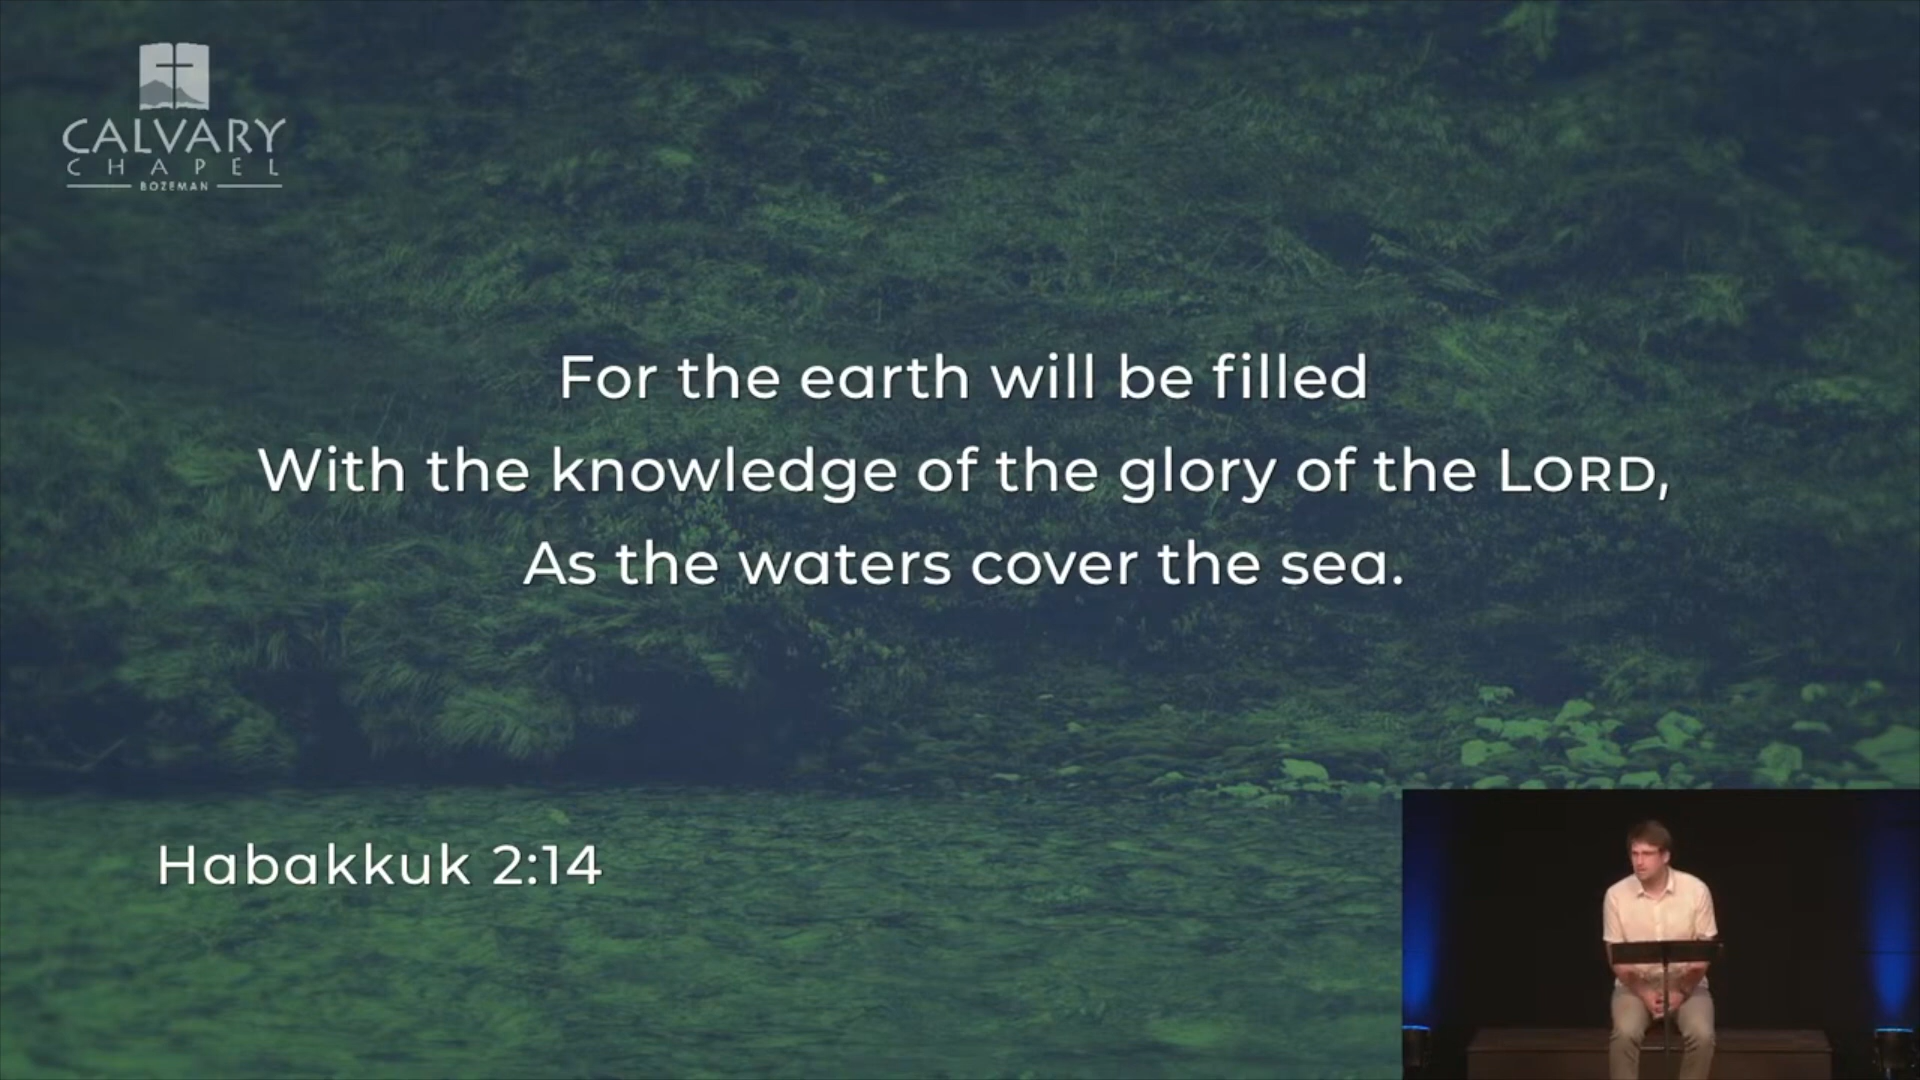 CALVARY
CHAPEL
BOZEMAN
For the earth will be filled
With the knowledge of the glory of the LORD,
As the waters cover the sea.
Habakkuk 2:14